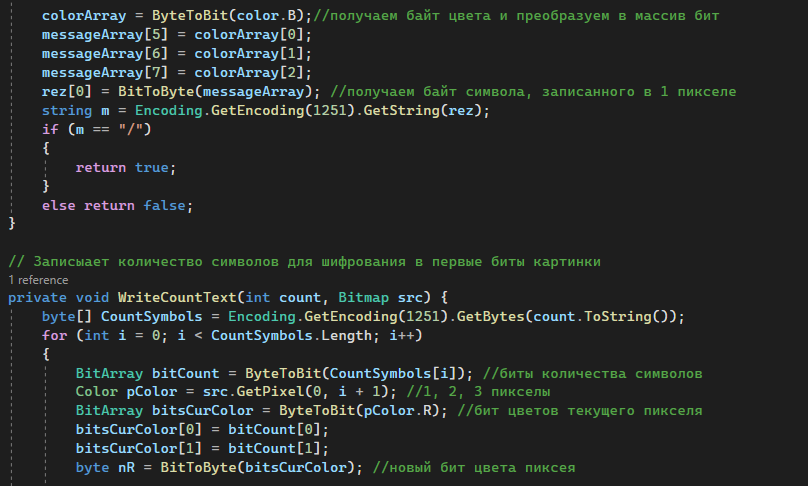 colorArray = ByteToBit(color.B);//получаем байт цвета и преобразуем в массив бит
messageArray[5] = colorArray[0];
messageArray[6] = colorArray[1];
messageArray[7] = colorArray[2];
rez[0] = BitToByte(messageArray); //получаем байт символа, записанного в 1 пикселе
string m = Encoding.GetEncoding(1251).GetString(rez);
if (m == "/")
{
return true;
}
else return false;
}
// Записыает количество символов для шифрования в первые биты картинки
1 reference
private void WriteCountText(int count, Bitmap src) {
byte[] CountSymbols = Encoding.GetEncoding(1251).GetBytes(count.ToString());
for (int i = 0; i < CountSymbols.Length; i++)
{
BitArray bitCount = ByteToBit(CountSymbols[i]); //биты количества символов
Color pColor = src.GetPixel(0, i + 1); //1, 2, 3 пикселы
BitArray bitsCurColor = ByteToBit(pColor.R); //бит цветов текущего пикселя
bitsCurColor[0] = bitCount[0];
bitsCurColor[1] = bitCount[1];
byte nR = BitToByte(bitsCurColor); //новый бит цвета пиксея